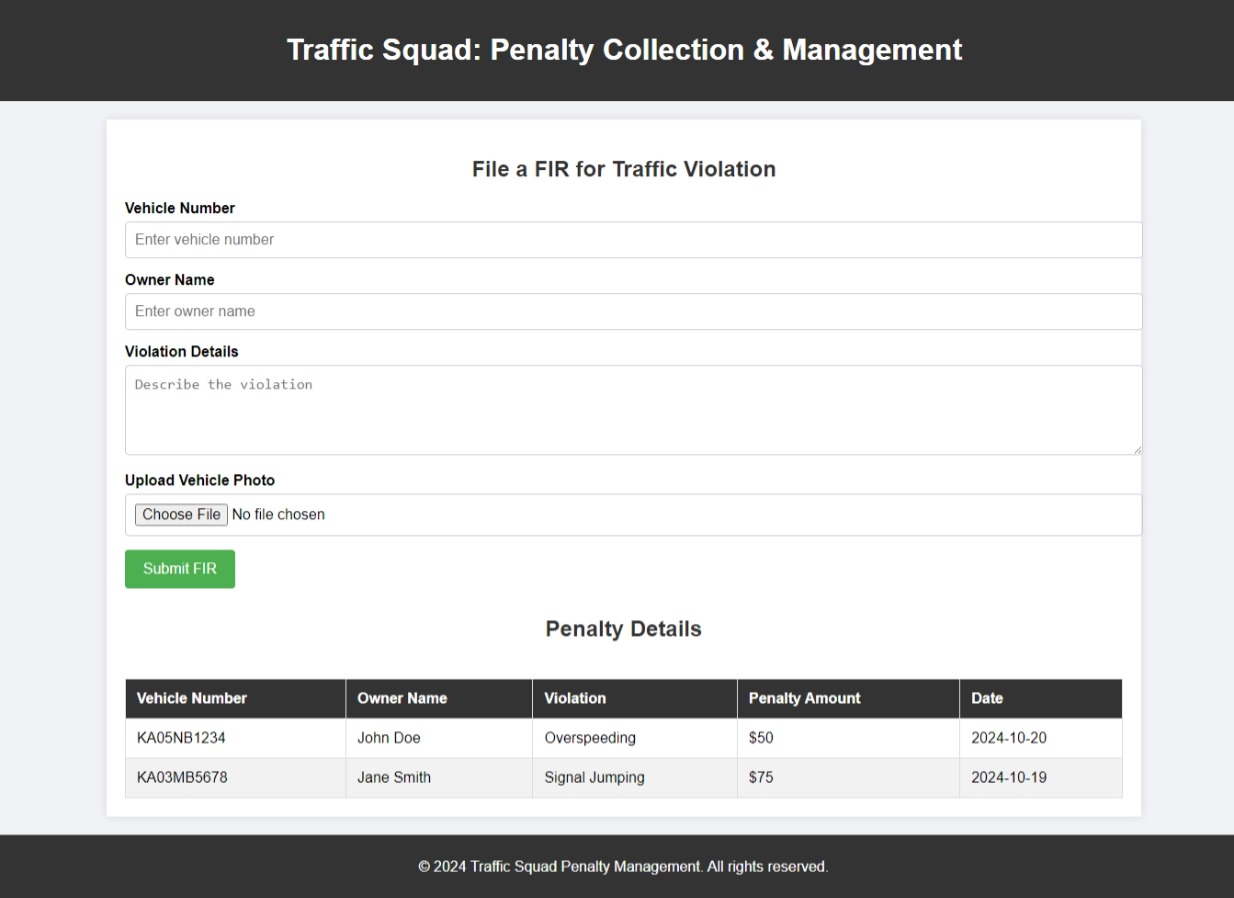 Traffic Squad: Penalty Collection & Management
File a FIR for Traffic Violation
Vehicle Number
Enter vehicle number
Owner Name
Enter owner name
Violation Details
Describe the violation
Upload Vehicle Photo
Choose File No file chosen
Submit FIR
Penalty Details
Vehicle Number Owner Name Violation Penalty Amount Date
KA05NB1234 John Doe Overspeeding $50 2024-10-20
KA03MB5678 Jane Smith Signal Jumping $75 2024-10-19
© 2024 Traffic Squad Penalty Management. All rights reserved.